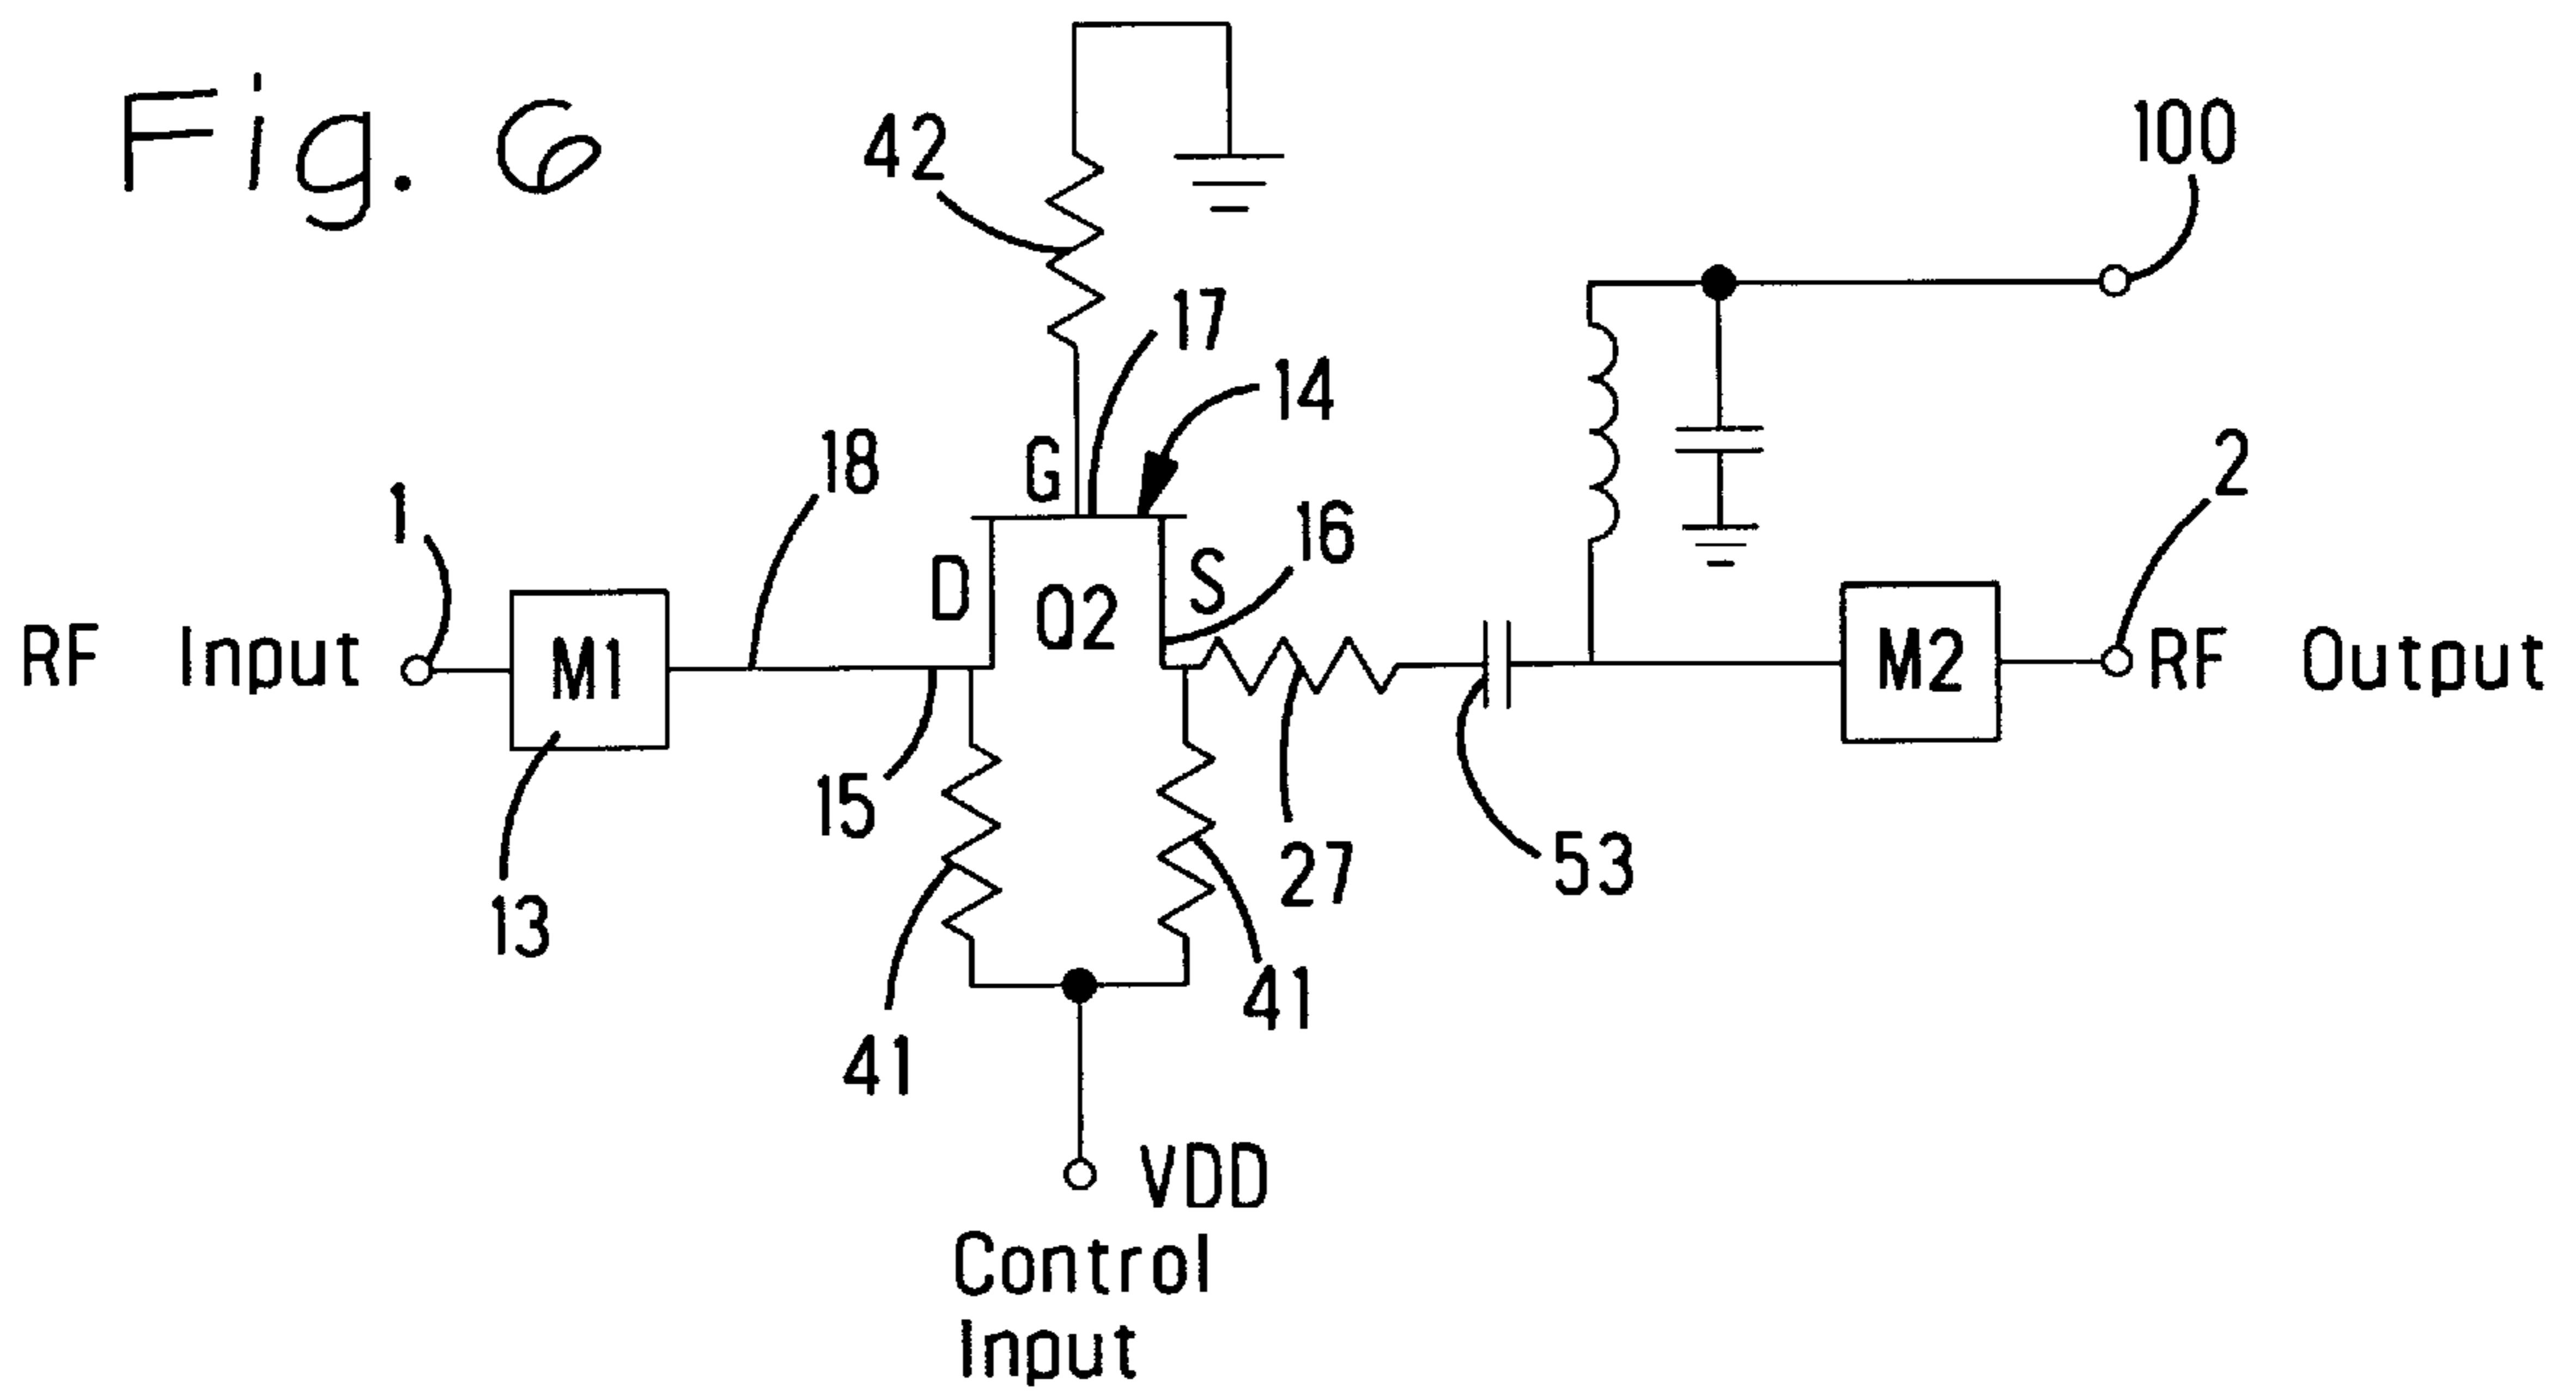 Fig. 6
42
100
17
14
18
G
2
1
16
D
S
Q2
RF Input
M1
M2
RF Output
15
13
27
53
41
41
VDD
Control
Input